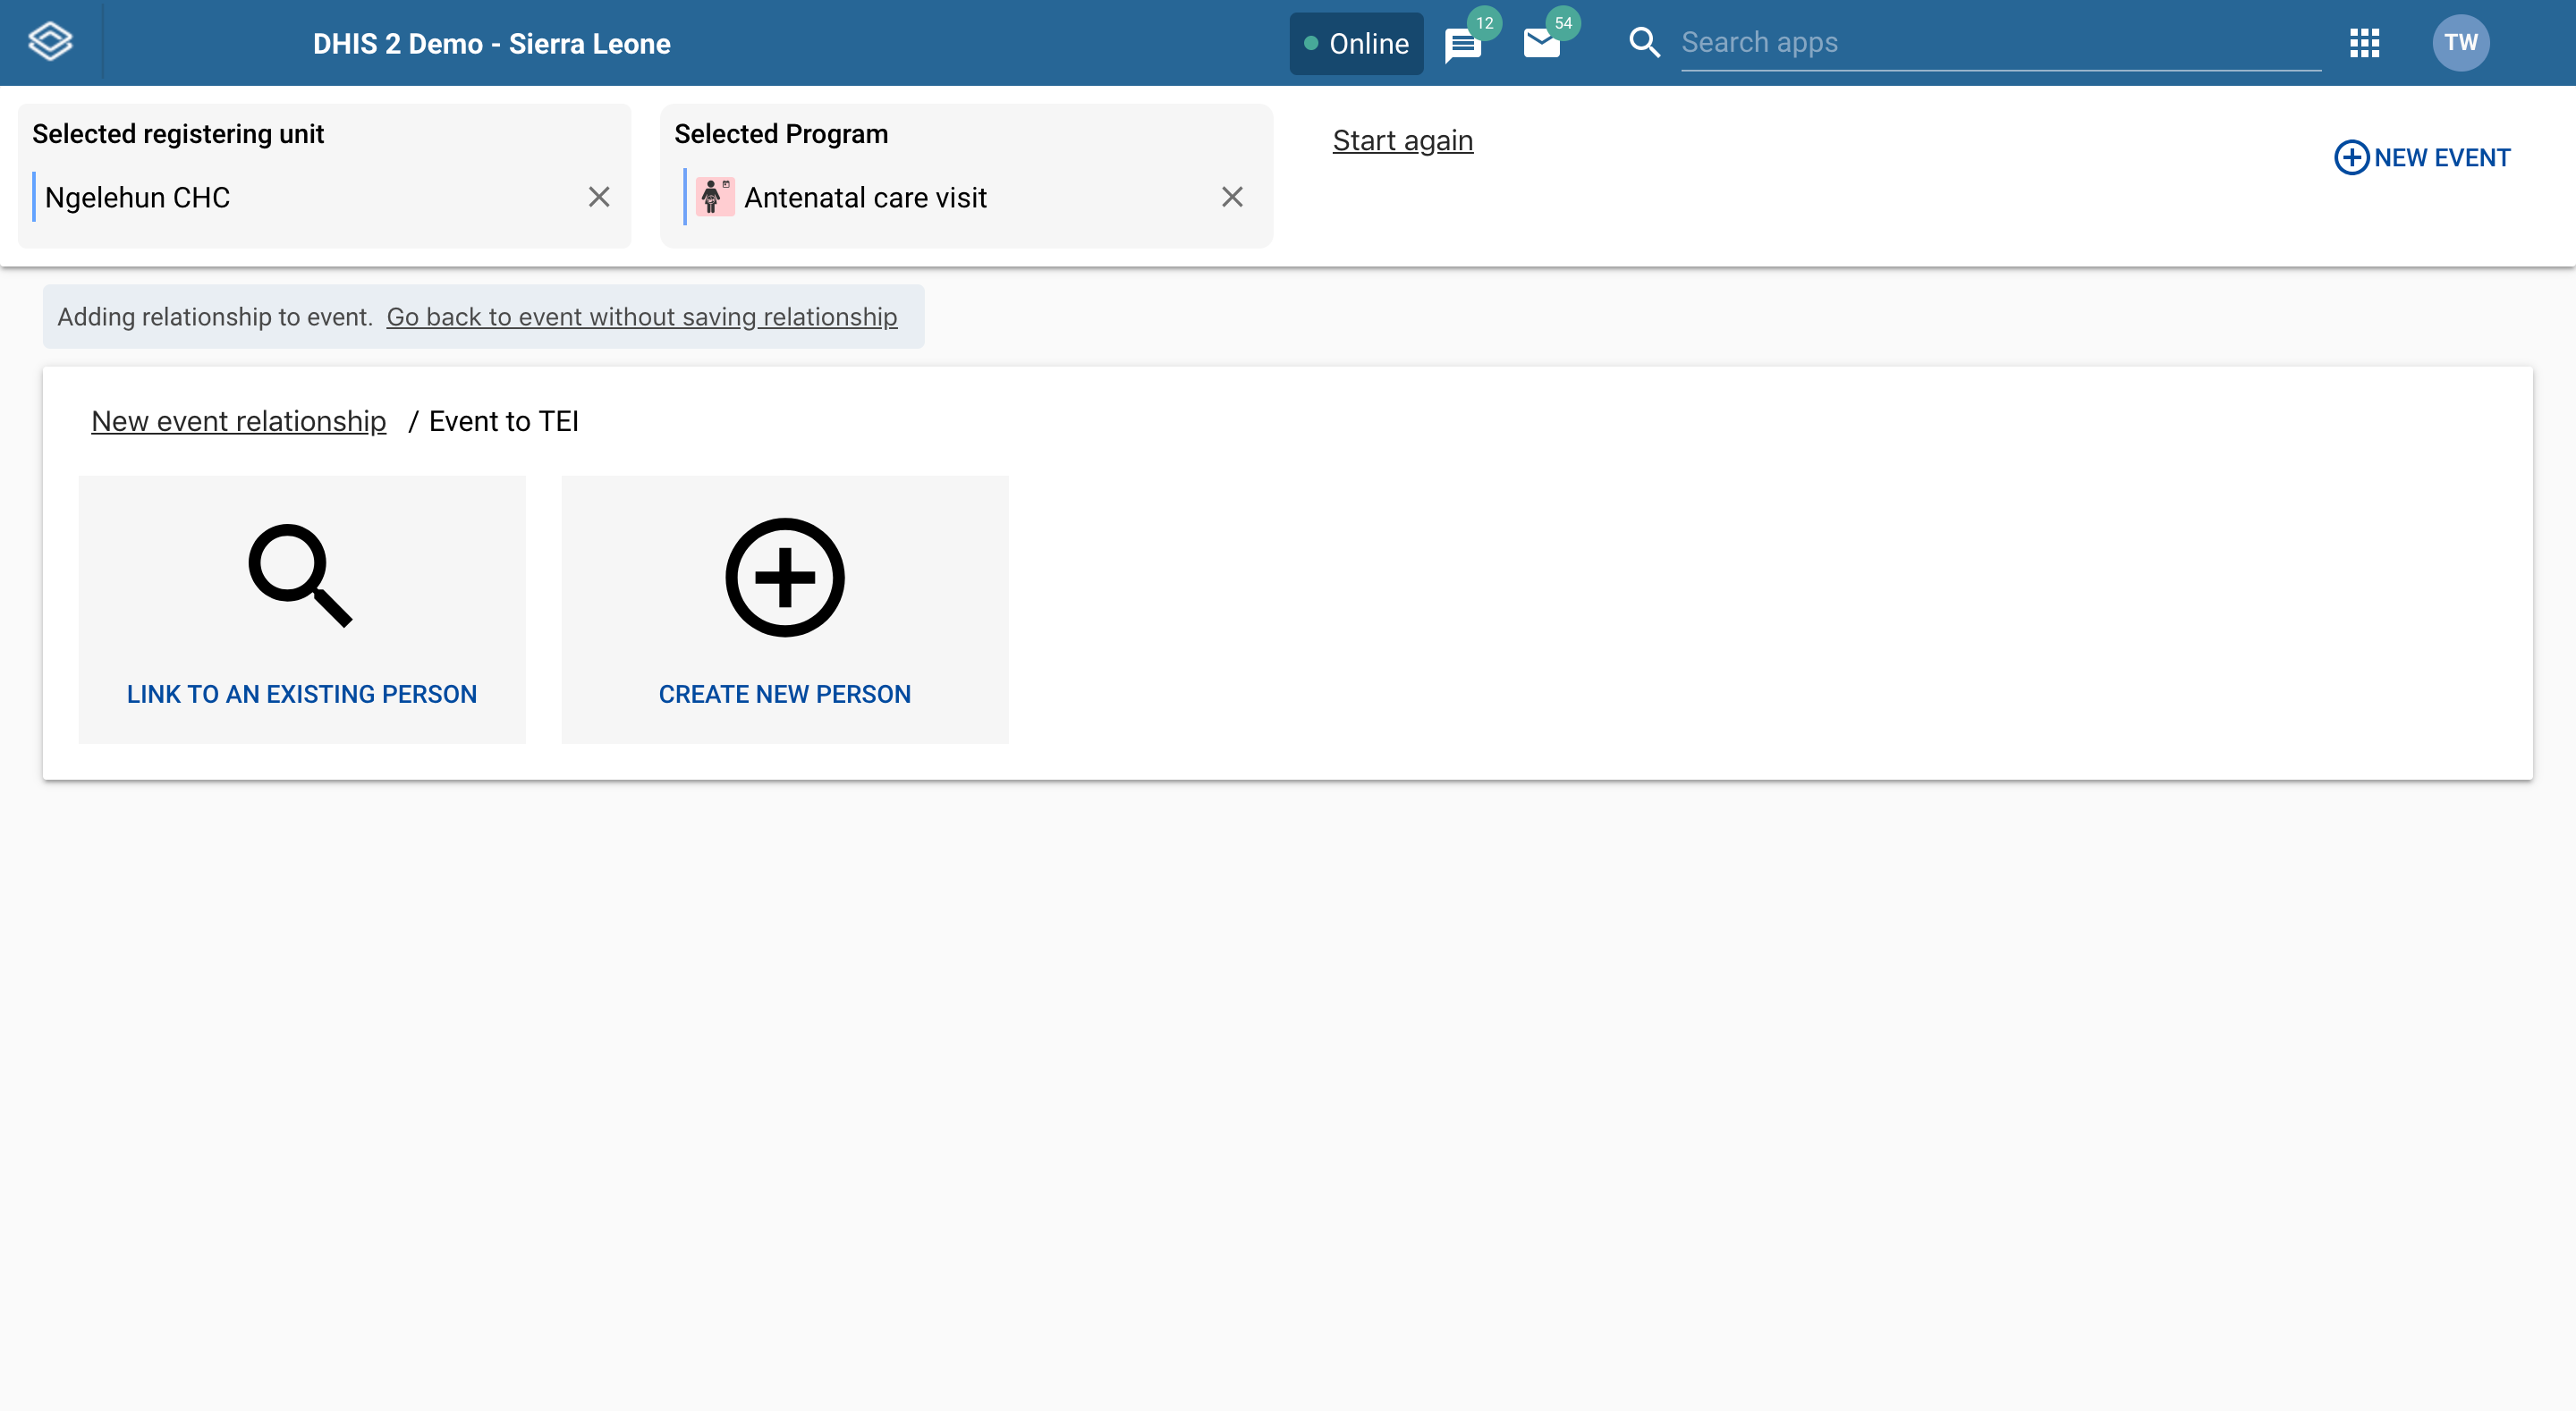 DHIS 2 Demo - Sierra Leone
Online
12
54
Search apps
TW
Selected registering unit
Ngelehun CHC
Selected Program
Antenatal care visit
Start again
NEW EVENT
Adding relationship to event. Go back to event without saving relationship
New event relationship / Event to TEI
LINK TO AN EXISTING PERSON
CREATE NEW PERSON